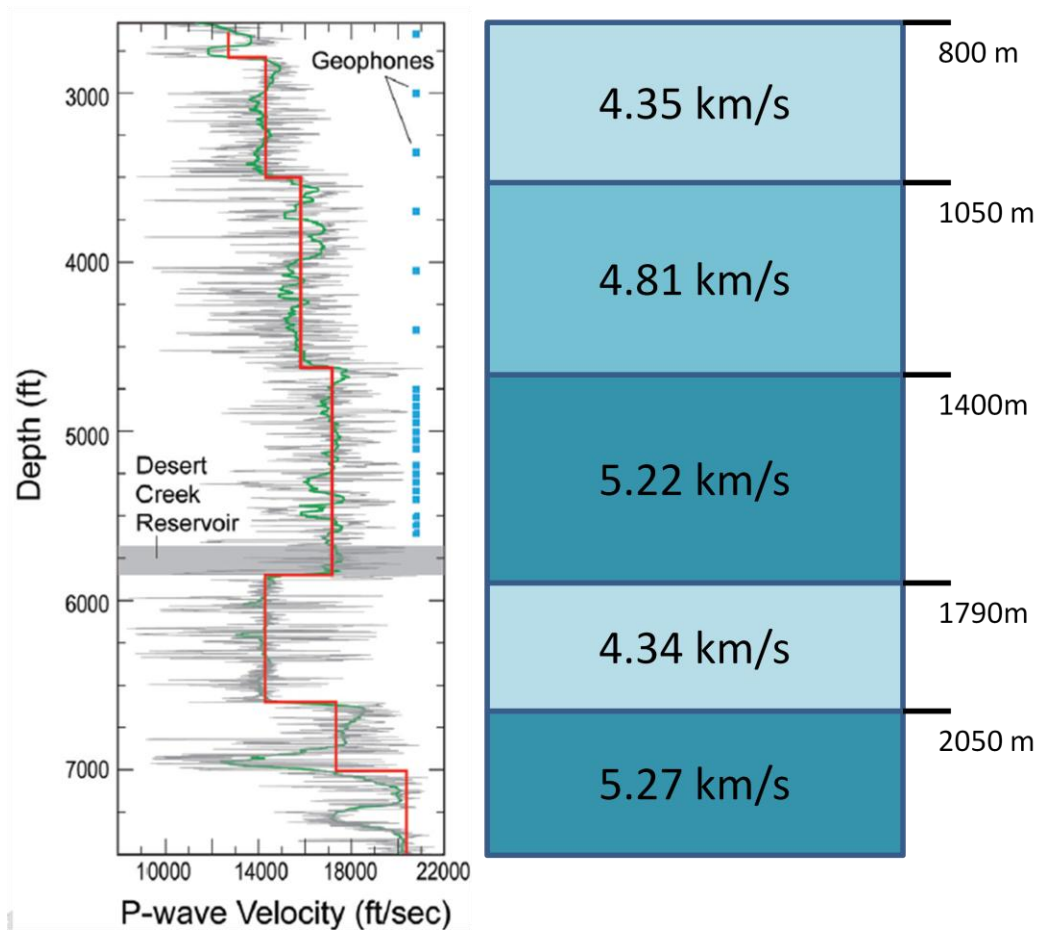 Geophones
3000
4000
5000
6000
7000
Depth (ft)
Desert
Creek
Reservoir
10000
14000
18000
22000
P-wave Velocity (ft/sec)
4.35 km/s
4.81 km/s
5.22 km/s
4.34 km/s
5.27 km/s
800 m
1050 m
1400m
1790m
2050 m